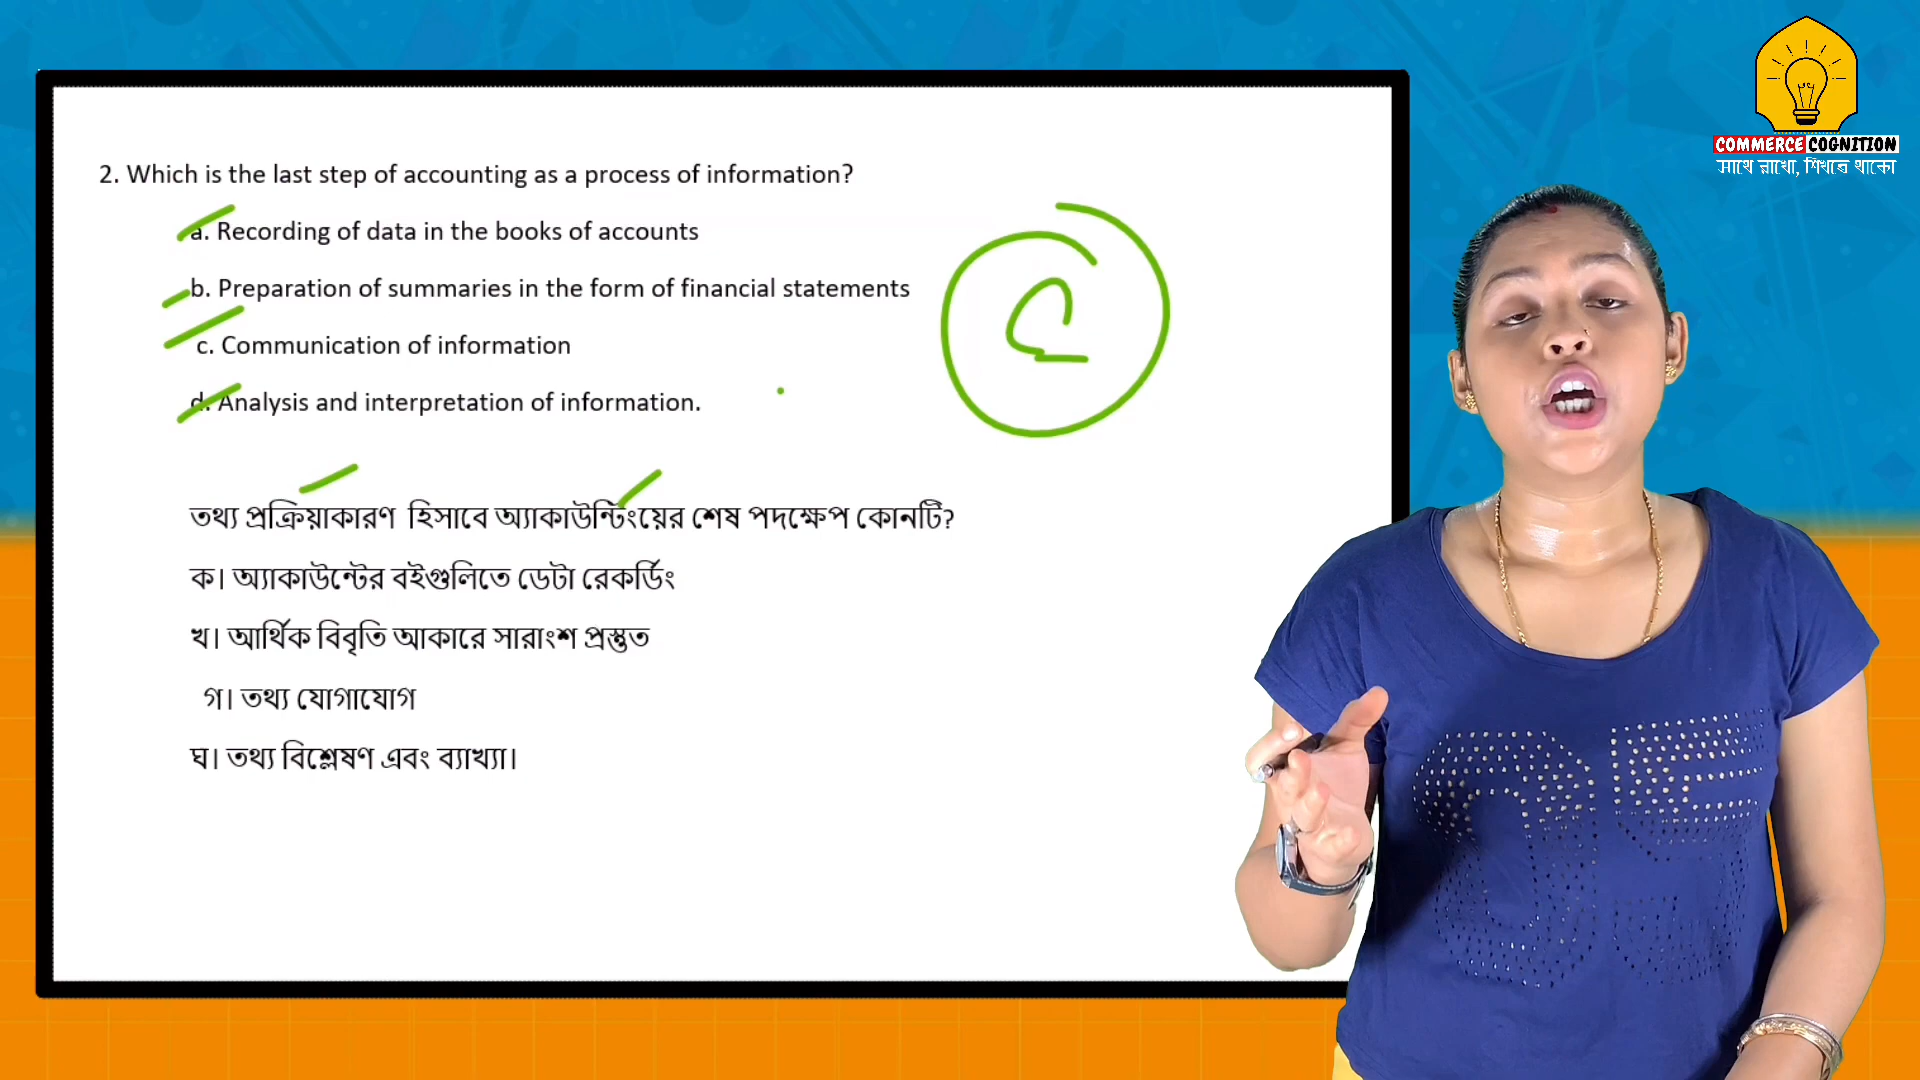 2. Which is the last step of accounting as a process of information?
a. Recording of data in the books of accounts
b. Preparation of summaries in the form of financial statements
c. Communication of information
d. Analysis and interpretation of information.
C
তথ্য প্রক্রিয়াকারণ হিসাবে অ্যাকাউন্টিংয়ের শেষ পদক্ষেপ কোনটি?
ক। অ্যাকাউন্টের বইগুলিতে ডেটা রেকর্ডিং
খ। আর্থিক বিবৃতি আকারে সারাংশ প্রস্তুত
গ। তথ্য যোগাযোগ
ঘ। তথ্য বিশ্লেষণ এবং ব্যাখ্যা।
COMMERCE COGNITION
সাথে রাখো, শিখতে থাকো